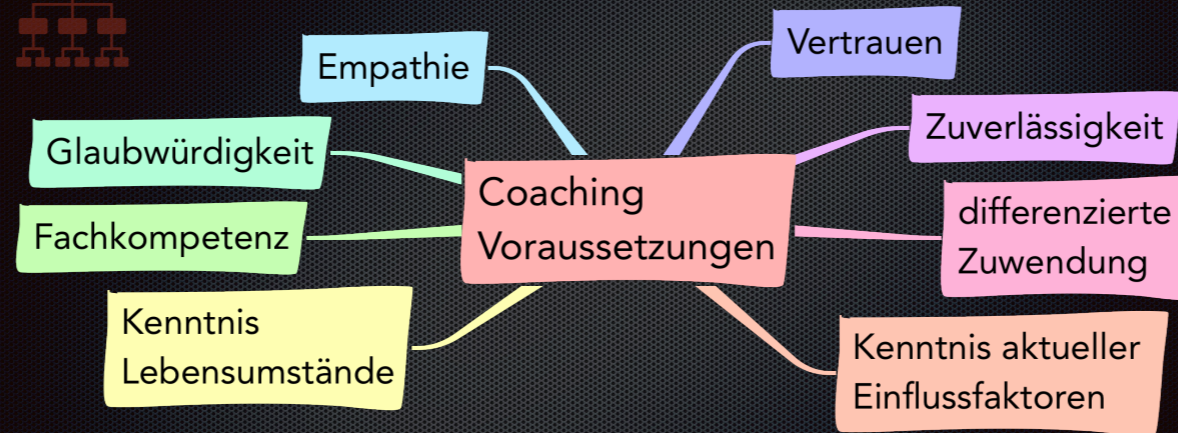 Empathie
Vertrauen
Glaubwürdigkeit
Zuverlässigkeit
Coaching
Voraussetzungen
Fachkompetenz
differenzierte
Zuwendung
Kenntnis
Lebensumstände
Kenntnis aktueller
Einflussfaktoren